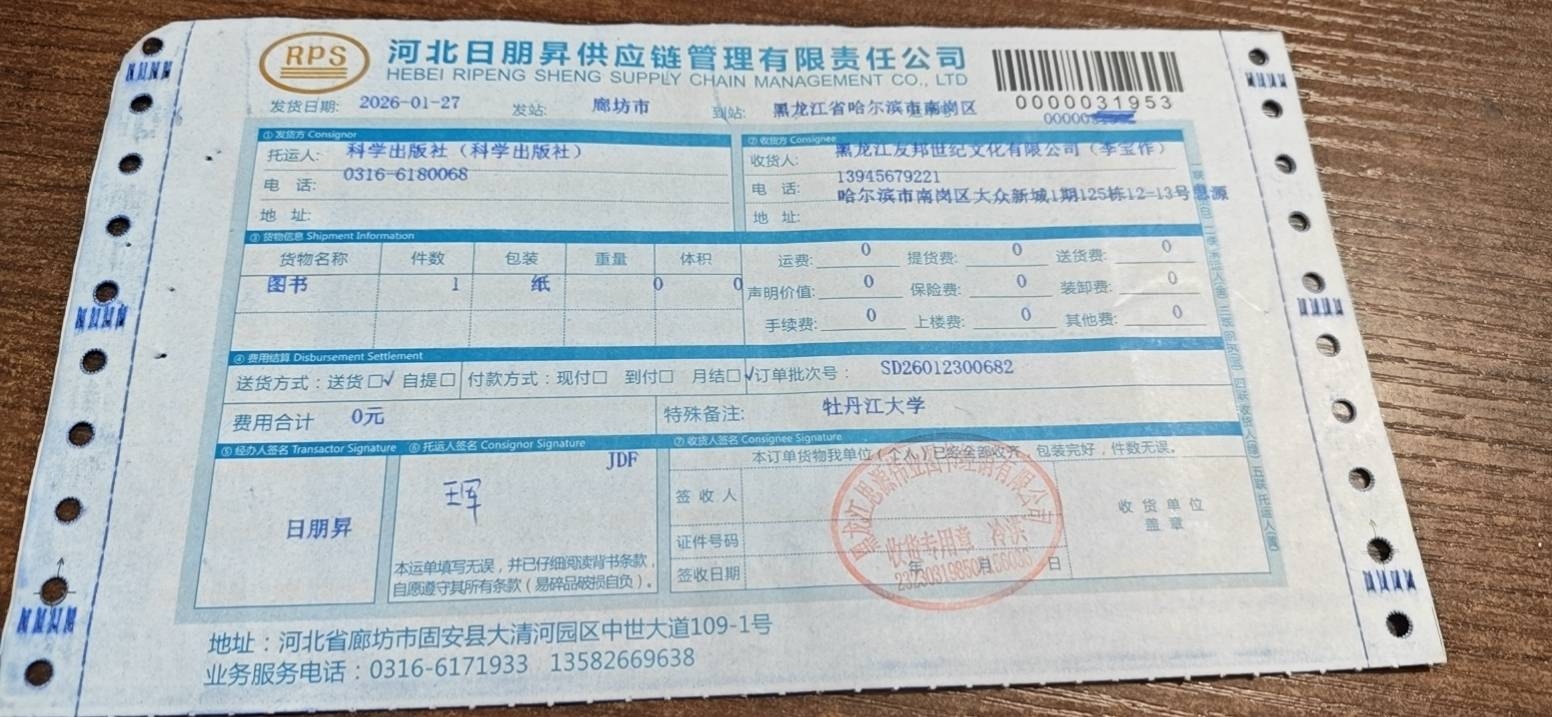 RPS 河北日朋昇供应链管理有限责任公司
HEBEI RIPENG SHENG SUPPLY CHAIN MANAGEMENT CO., LTD
0000031953
发货日期: 2026-01-27 发站: 廊坊市 到站: 黑龙江省哈尔滨市南岗区
①发货方 Consignor ②收货方 Consignee
托运人: 科学出版社（科学出版社） 收货人: 黑龙江友邦世纪文化有限公司（李宝作）
电 话: 0316-6180068 电 话: 13945679221
地 址: 地 址: 哈尔滨市南岗区大众新城1期125栋12-13号思源
③货物信息 Shipment Information
货物名称 件数 包装 重量 体积 运费: 0 提货费: 0 送货费: 0
图书 1 纸 0 0 声明价值: 0 保险费: 0 装卸费: 0
手续费: 0 上楼费: 0 其他费: 0
④费用结算 Disbursement Settlement
送货方式：送货□√ 自提□ 付款方式：现付□ 到付□ 月结□√ 订单批次号： SD26012300682
费用合计 0元 特殊备注: 牡丹江大学
⑤经办人签名 Transactor Signature ⑥托运人签名 Consignor Signature ⑦收货人签名 Consignee Signature
JDF 本订单货物我单位（个人）已经全部收齐，包装完好，件数无误。
日朋昇
本运单填写无误，并已仔细阅读背书条款，
自愿遵守其所有条款（易碎品破损自负）。
签收人 收货单位
盖章
证件号码
签收日期 年 月 日
收货专用章
地址：河北省廊坊市固安县大清河园区中世大道109-1号
业务服务电话：0316-6171933 13582669638